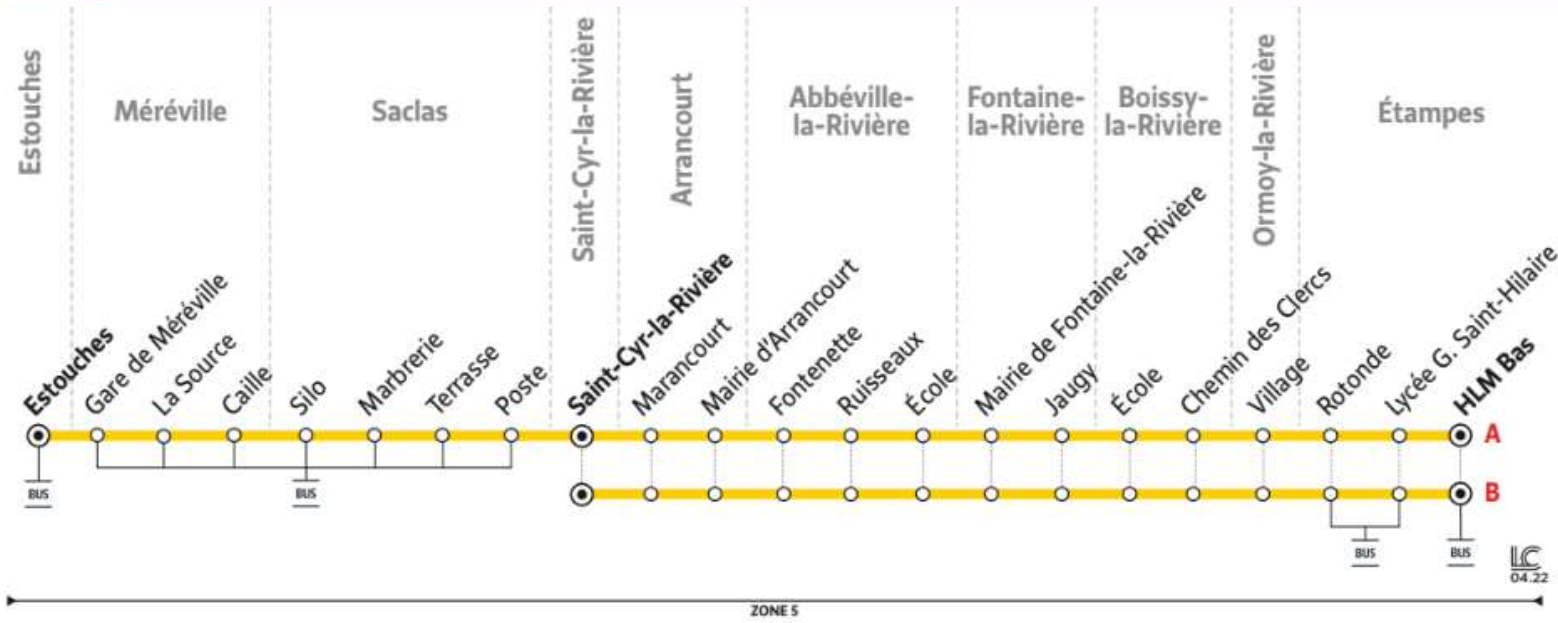 Estouches
Méréville
Saclas
Saint-Cyr-la-Rivière
Arrancourt
Abbéville-
la-Rivière
Fontaine-
la-Rivière
Boissy-
la-Rivière
Ormoy-la-Rivière
Étampes
Estouches
Gare de Méréville
La Source
Caille
Silo
Marbrerie
Terrasse
Poste
Saint-Cyr-la-Rivière
Marancourt
Mairie d'Arrancourt
Fontenette
Ruisseaux
École
Mairie de Fontaine-la-Rivière
Jaugy
École
Chemin des Clercs
Village
Rotonde
Lycée G. Saint-Hilaire
HLM Bas
A
BUS
BUS
B
BUS
BUS
LC
04.22
ZONE 5